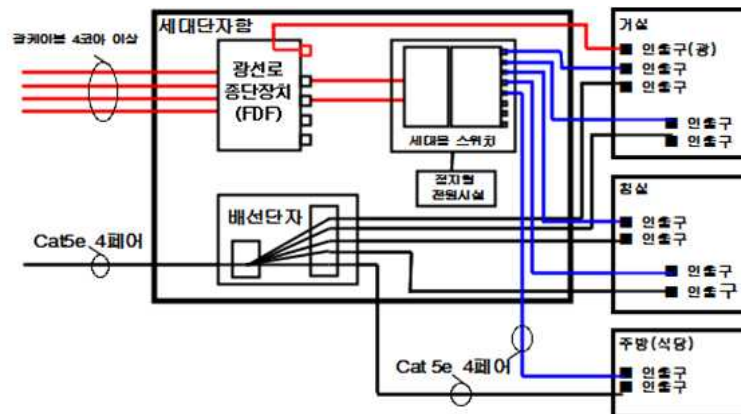 광케이블 4코아 이상
세대단자함
광선로
종단장치
(FDF)
세대용 스위치
접지형
전원시설
배선단자
Cat5e 4페어
Cat 5e 4페어
거실
인출구(광)
인출구
인출구
인출구
인출구
침실
인출구
인출구
인출구
인출구
주방(식당)
인출구
인출구